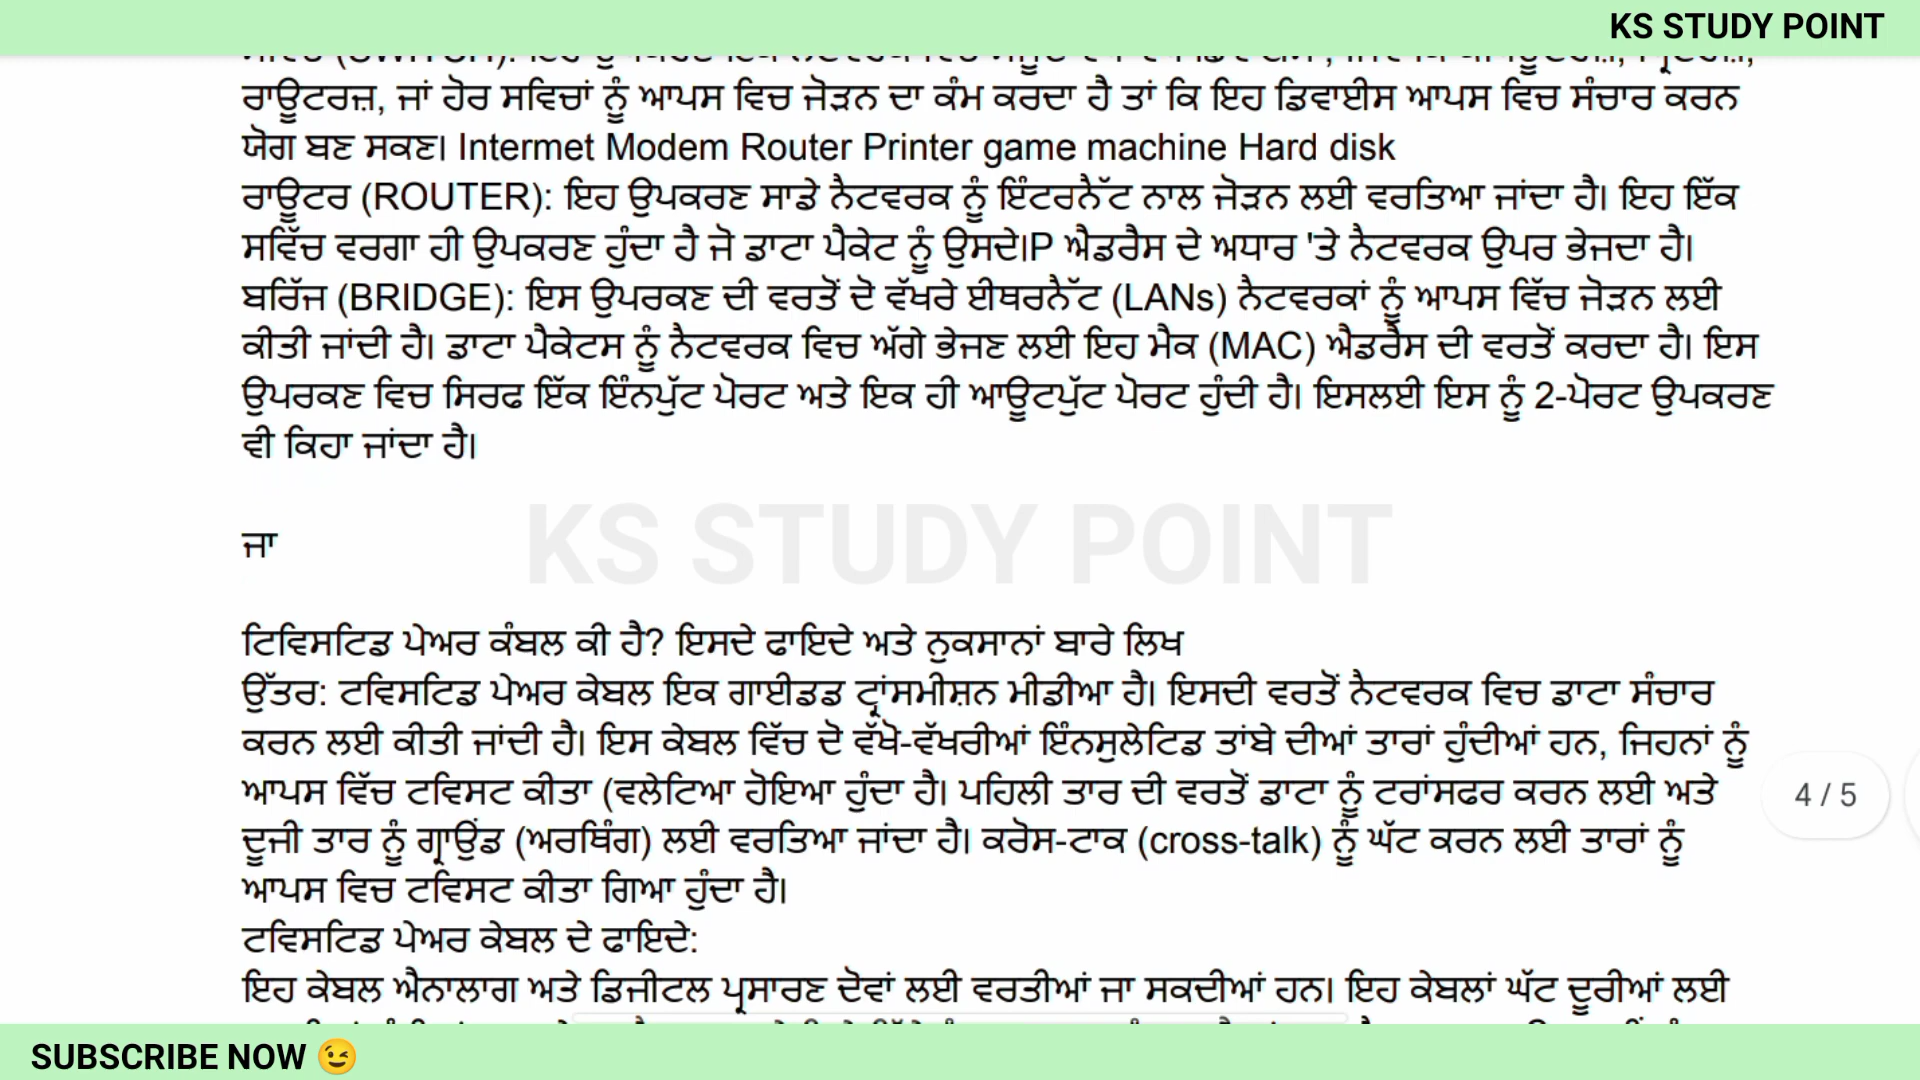 KS STUDY POINT
ਰਾਊਟਰਜ਼, ਜਾਂ ਹੋਰ ਸਵਿਚਾਂ ਨੂੰ ਆਪਸ ਵਿਚ ਜੋੜਨ ਦਾ ਕੰਮ ਕਰਦਾ ਹੈ ਤਾਂ ਕਿ ਇਹ ਡਿਵਾਈਸ ਆਪਸ ਵਿਚ ਸੰਚਾਰ ਕਰਨ
ਯੋਗ ਬਣ ਸਕਣ। Intermet Modem Router Printer game machine Hard disk
ਰਾਊਟਰ (ROUTER): ਇਹ ਉਪਕਰਣ ਸਾਡੇ ਨੈਟਵਰਕ ਨੂੰ ਇੰਟਰਨੈੱਟ ਨਾਲ ਜੋੜਨ ਲਈ ਵਰਤਿਆ ਜਾਂਦਾ ਹੈ। ਇਹ ਇੱਕ
ਸਵਿੱਚ ਵਰਗਾ ਹੀ ਉਪਕਰਣ ਹੁੰਦਾ ਹੈ ਜੋ ਡਾਟਾ ਪੈਕੇਟ ਨੂੰ ਉਸਦੇ।P ਐਡਰੈਸ ਦੇ ਅਧਾਰ 'ਤੇ ਨੈਟਵਰਕ ਉਪਰ ਭੇਜਦਾ ਹੈ।
ਬਰਿੱਜ (BRIDGE): ਇਸ ਉਪਰਕਣ ਦੀ ਵਰਤੋਂ ਦੋ ਵੱਖਰੇ ਈਥਰਨੈੱਟ (LANs) ਨੈਟਵਰਕਾਂ ਨੂੰ ਆਪਸ ਵਿੱਚ ਜੋੜਨ ਲਈ
ਕੀਤੀ ਜਾਂਦੀ ਹੈ। ਡਾਟਾ ਪੈਕੇਟਸ ਨੂੰ ਨੈਟਵਰਕ ਵਿਚ ਅੱਗੇ ਭੇਜਣ ਲਈ ਇਹ ਮੈਕ (MAC) ਐਡਰੈੱਸ ਦੀ ਵਰਤੋਂ ਕਰਦਾ ਹੈ। ਇਸ
ਉਪਰਕਣ ਵਿਚ ਸਿਰਫ ਇੱਕ ਇੰਨਪੁੱਟ ਪੋਰਟ ਅਤੇ ਇਕ ਹੀ ਆਊਟਪੁੱਟ ਪੋਰਟ ਹੁੰਦੀ ਹੈ। ਇਸਲਈ ਇਸ ਨੂੰ 2-ਪੋਰਟ ਉਪਕਰਣ
ਵੀ ਕਿਹਾ ਜਾਂਦਾ ਹੈ।
KS STUDY POINT
ਜਾ
ਟਿਵਿਸਟਿਡ ਪੇਅਰ ਕੰਬਲ ਕੀ ਹੈ? ਇਸਦੇ ਫਾਇਦੇ ਅਤੇ ਨੁਕਸਾਨਾਂ ਬਾਰੇ ਲਿਖ
ਉੱਤਰ: ਟਵਿਸਟਿਡ ਪੇਅਰ ਕੇਬਲ ਇਕ ਗਾਈਡਡ ਟ੍ਰਾਂਸਮੀਸ਼ਨ ਮੀਡੀਆ ਹੈ। ਇਸਦੀ ਵਰਤੋਂ ਨੈਟਵਰਕ ਵਿਚ ਡਾਟਾ ਸੰਚਾਰ
ਕਰਨ ਲਈ ਕੀਤੀ ਜਾਂਦੀ ਹੈ। ਇਸ ਕੇਬਲ ਵਿੱਚ ਦੋ ਵੱਖੋ-ਵੱਖਰੀਆਂ ਇੰਨਸੁਲੇਟਿਡ ਤਾਂਬੇ ਦੀਆਂ ਤਾਰਾਂ ਹੁੰਦੀਆਂ ਹਨ, ਜਿਹਨਾਂ ਨੂੰ
ਆਪਸ ਵਿੱਚ ਟਵਿਸਟ ਕੀਤਾ (ਵਲੇਟਿਆ ਹੋਇਆ ਹੁੰਦਾ ਹੈ। ਪਹਿਲੀ ਤਾਰ ਦੀ ਵਰਤੋਂ ਡਾਟਾ ਨੂੰ ਟਰਾਂਸਫਰ ਕਰਨ ਲਈ ਅਤੇ
4 / 5
ਦੂਜੀ ਤਾਰ ਨੂੰ ਗ੍ਰਾਉਂਡ (ਅਰਥਿੰਗ) ਲਈ ਵਰਤਿਆ ਜਾਂਦਾ ਹੈ। ਕਰੋਸ-ਟਾਕ (cross-talk) ਨੂੰ ਘੱਟ ਕਰਨ ਲਈ ਤਾਰਾਂ ਨੂੰ
ਆਪਸ ਵਿਚ ਟਵਿਸਟ ਕੀਤਾ ਗਿਆ ਹੁੰਦਾ ਹੈ।
ਟਵਿਸਟਿਡ ਪੇਅਰ ਕੇਬਲ ਦੇ ਫਾਇਦੇ:
ਇਹ ਕੇਬਲ ਐਨਾਲਾਗ ਅਤੇ ਡਿਜੀਟਲ ਪ੍ਰਸਾਰਣ ਦੋਵਾਂ ਲਈ ਵਰਤੀਆਂ ਜਾ ਸਕਦੀਆਂ ਹਨ। ਇਹ ਕੇਬਲਾਂ ਘੱਟ ਦੂਰੀਆਂ ਲਈ
SUBSCRIBE NOW 😉